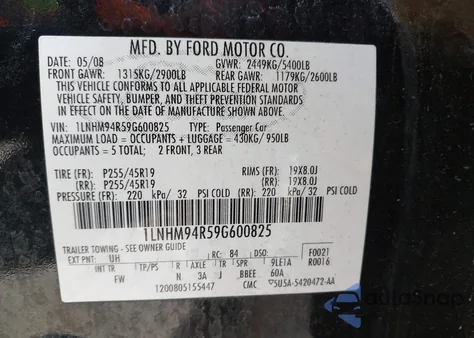 MFD. BY FORD MOTOR CO.
DATE: 05/08 GVWR: 2449KG/5400LB
FRONT GAWR: 1315KG/2900LB REAR GAWR: 1179KG/2600LB
THIS VEHICLE CONFORMS TO ALL APPLICABLE FEDERAL MOTOR
VEHICLE SAFETY, BUMPER, AND THEFT PREVENTION STANDARDS
IN EFFECT ON THE DATE OF MANUFACTURE SHOWN ABOVE.
VIN: 1LNHM94R59G600825 TYPE: Passenger Car
MAXIMUM LOAD = OCCUPANTS + LUGGAGE = 430KG/ 950LB
OCCUPANTS = 5 TOTAL; 2 FRONT, 3 REAR
TIRE (FR): P255/45R19 RIMS (FR): 19X8.0J
(RR): P255/45R19 (RR): 19X8.0J
PRESSURE (FR): 220 kPa/ 32 PSI COLD (RR): 220 kPa/ 32 PSI COLD
1LNHM94R59G600825
TRAILER TOWING - SEE OWNER GUIDE
EXT PNT: UH RC: 84 DSO: F0021
R0016
INT TR TP/PS R TR SPR 9LE1A
FW N 3A J BBEE 60A
1200805155447 CMC 5U5A-5420472-AA
AutoSnap